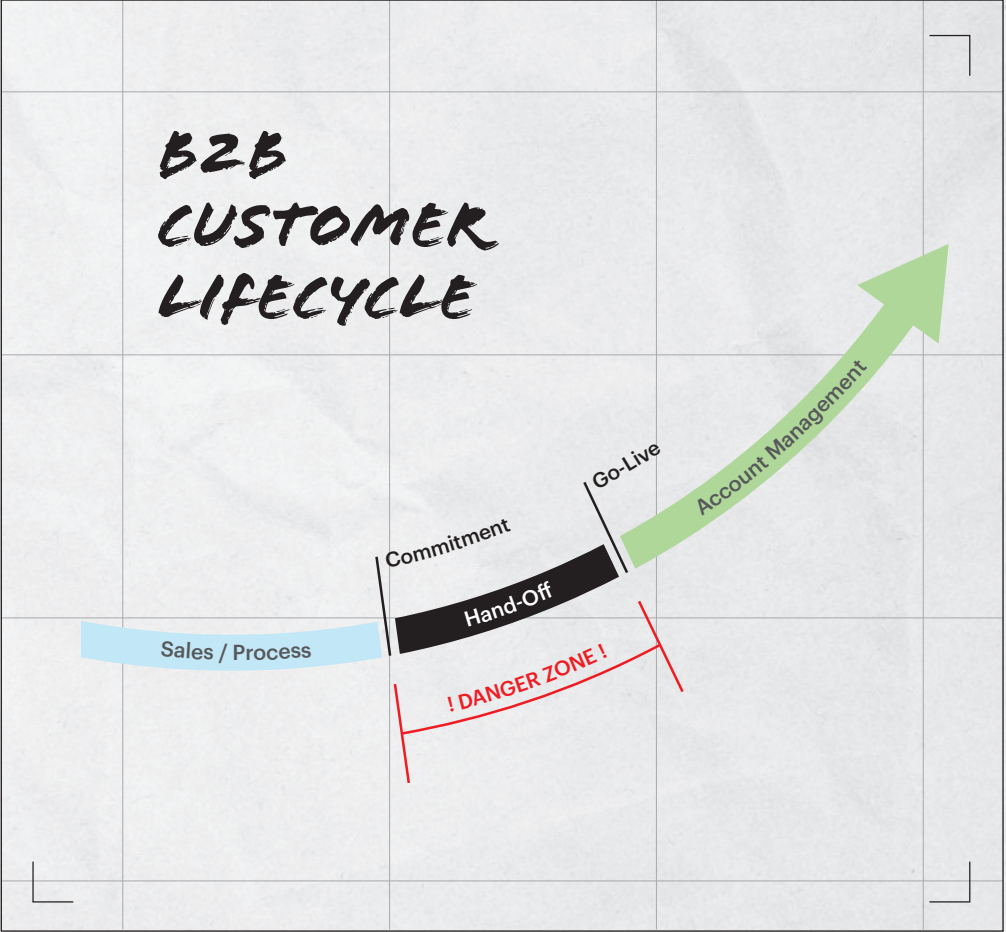 B2B
CUSTOMER
LIFECYCLE
Sales / Process
Commitment
Hand-Off
Go-Live
Account Management
! DANGER ZONE !